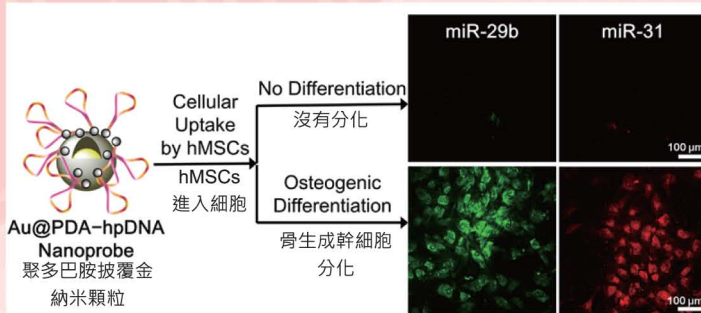 miR-29b
miR-31
No Differentiation
沒有分化
Cellular
Uptake
by hMSCs
hMSCs
進入細胞
100 µm
Osteogenic
Differentiation
骨生成幹細胞
分化
Au@PDA–hpDNA
Nanoprobe
聚多巴胺披覆金
納米顆粒
100 µm